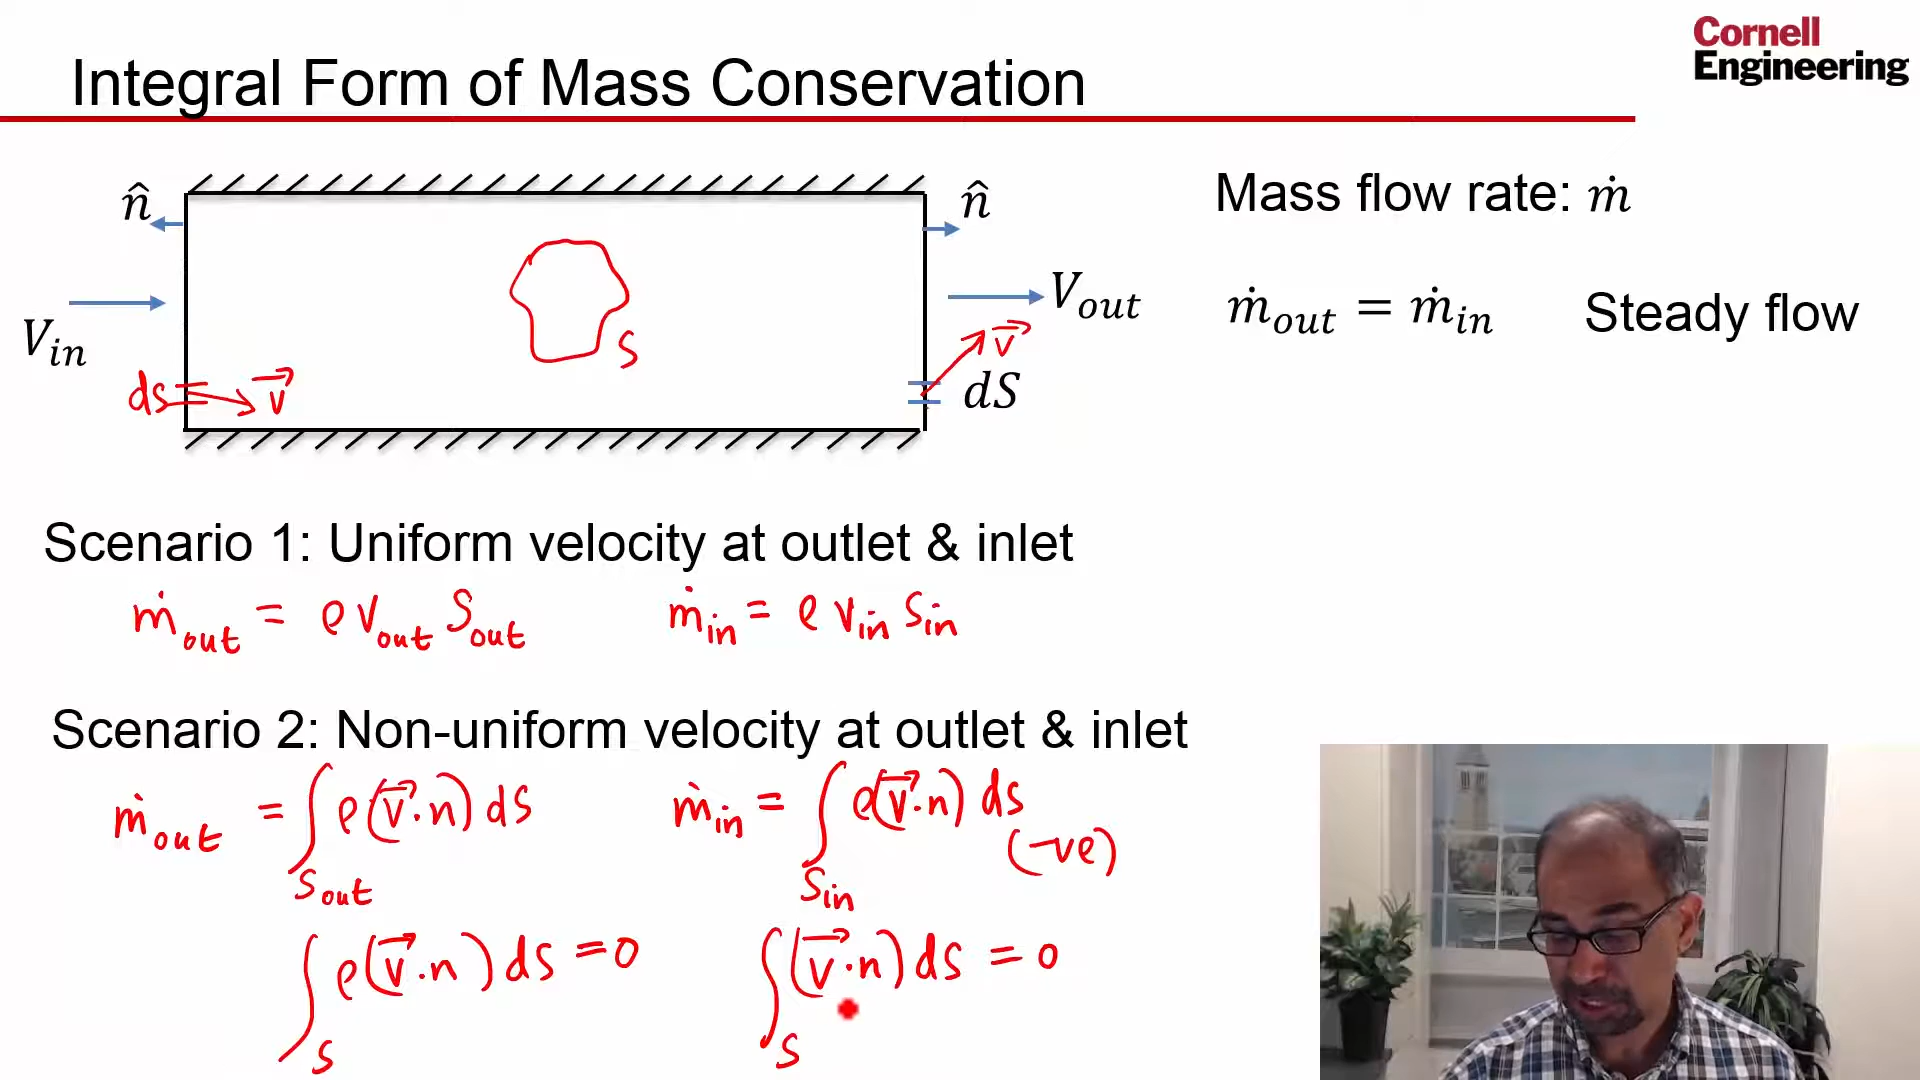 Cornell
Engineering
Integral Form of Mass Conservation
n̂
n̂
Mass flow rate: ṁ
V_in
V_out
ṁ_out = ṁ_in
Steady flow
S
v⃗
ds
v⃗
dS
Scenario 1: Uniform velocity at outlet & inlet
ṁ_out = ρ V_out S_out
ṁ_in = ρ V_in S_in
Scenario 2: Non-uniform velocity at outlet & inlet
ṁ_out = ∫_{S_out} ρ(v⃗·n) ds
ṁ_in = ∫_{S_in} ρ(v⃗·n) ds
(-ve)
∫_S ρ(v⃗·n) ds = 0
∫_S (v⃗·n) ds = 0